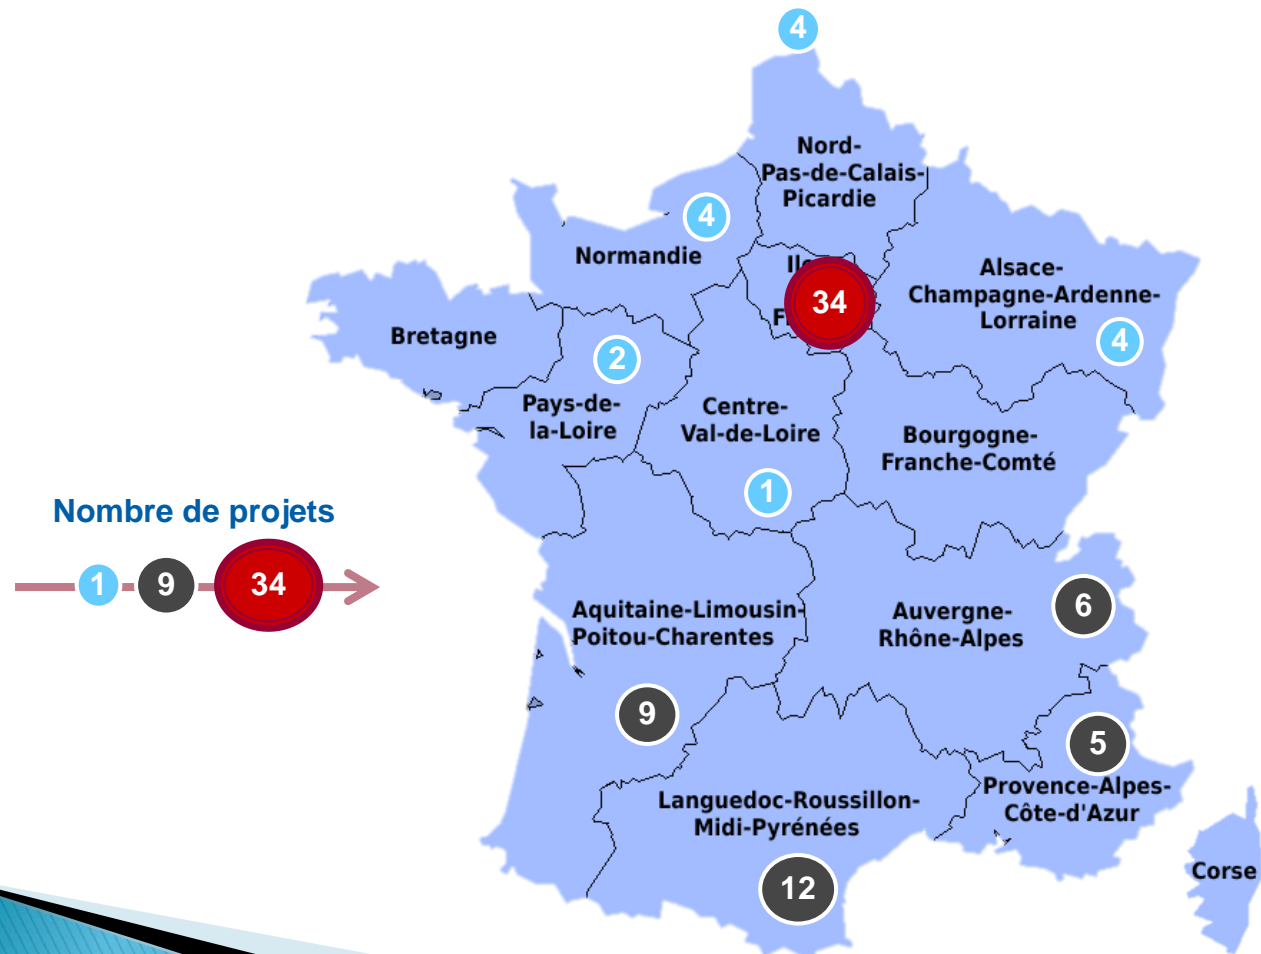 4
Nord-
Pas-de-Calais-
Picardie
4
Normandie
34
Alsace-
Champagne-Ardenne-
Lorraine
4
Bretagne
2
Pays-de-
la-Loire
Centre-
Val-de-Loire
1
Bourgogne-
Franche-Comté
Nombre de projets
1
9
34
Aquitaine-Limousin-
Poitou-Charentes
9
Auvergne-
Rhône-Alpes
6
5
Provence-Alpes-
Côte-d'Azur
Languedoc-Roussillon-
Midi-Pyrénées
12
Corse